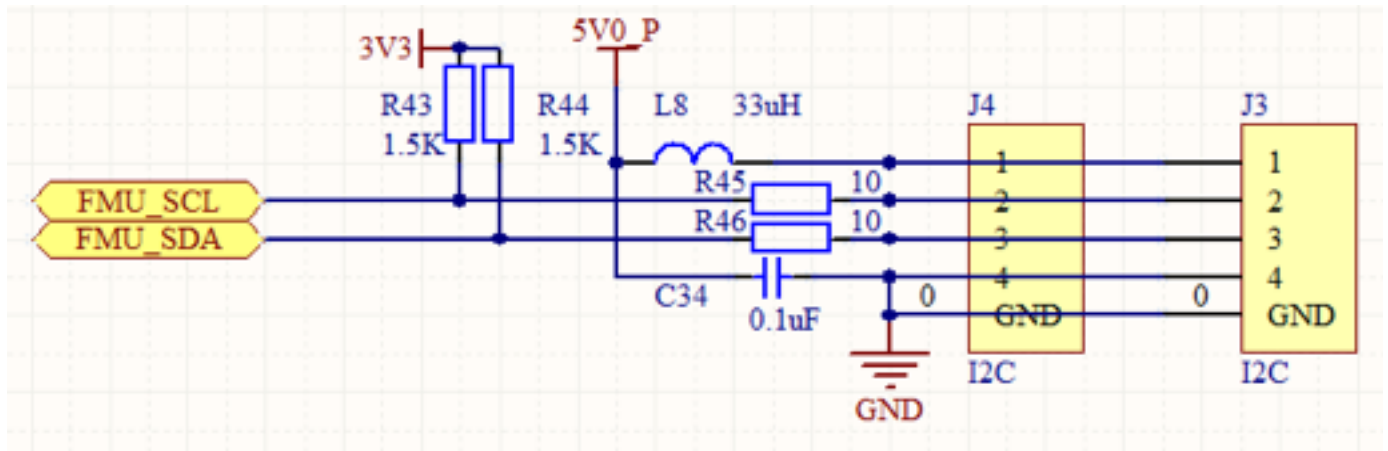 5V0_P
3V3
R43 R44 L8 33uH J4 J3
1.5K 1.5K
1 1
R45 10
FMU_SCL 2 2
R46 10
FMU_SDA 3 3
4 4
C34 0 0
0.1uF GND GND
I2C I2C
GND